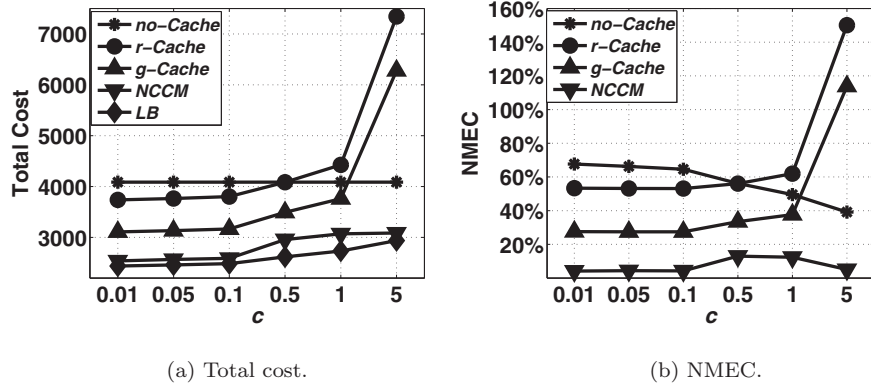 7000
6000
5000
4000
3000
Total Cost
no-Cache
r-Cache
g-Cache
NCCM
LB
0.01 0.05 0.1 0.5 1 5
c
(a) Total cost.
160%
140%
120%
100%
80%
60%
40%
20%
NMEC
no-Cache
r-Cache
g-Cache
NCCM
0.01 0.05 0.1 0.5 1 5
c
(b) NMEC.